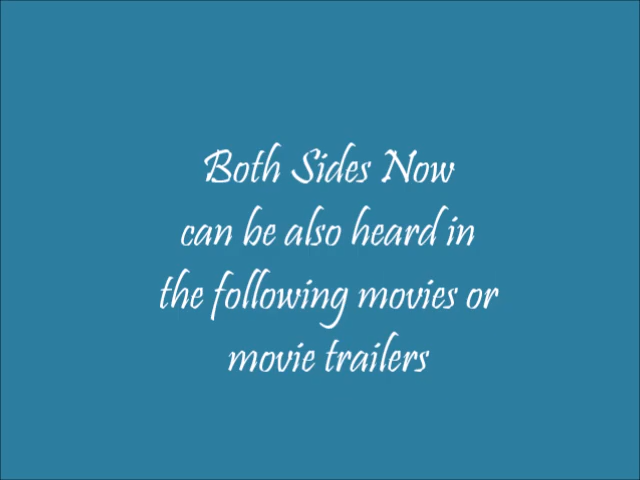 Both Sides Now
can be also heard in
the following movies or
movie trailers